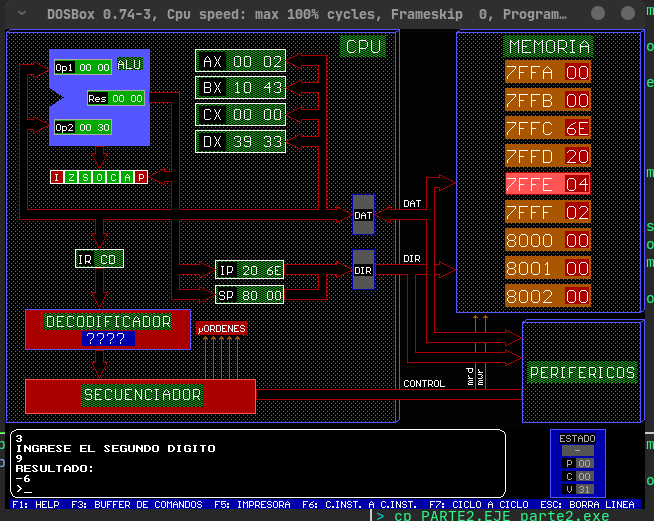 DOSBox 0.74-3, Cpu speed: max 100% cycles, Frameskip  0, Program…
CPU
MEMORIA
Op1 00 00
ALU
Res 00 00
Op2 00 30
AX 00 02
BX 10 43
CX 00 00
DX 39 33
7FFA 00
7FFB 00
7FFC 6E
7FFD 20
7FFE 04
7FFF 02
8000 00
8001 00
8002 00
I Z S O C A P
DAT
DAT
IR CD
IP 20 6E
SP 80 00
DIR
DIR
DECODIFICADOR
????
µORDENES
SECUENCIADOR
CONTROL
mrd
mwr
PERIFERICOS
3
INGRESE EL SEGUNDO DIGITO
9
RESULTADO:
-6
>_
ESTADO
-
P 00
C 00
V 31
F1: HELP  F3: BUFFER DE COMANDOS  F5: IMPRESORA  F6: C.INST. A C.INST.  F7: CICLO A CICLO  ESC: BORRA LINEA
> cp PARTE2.EJE parte2.exe